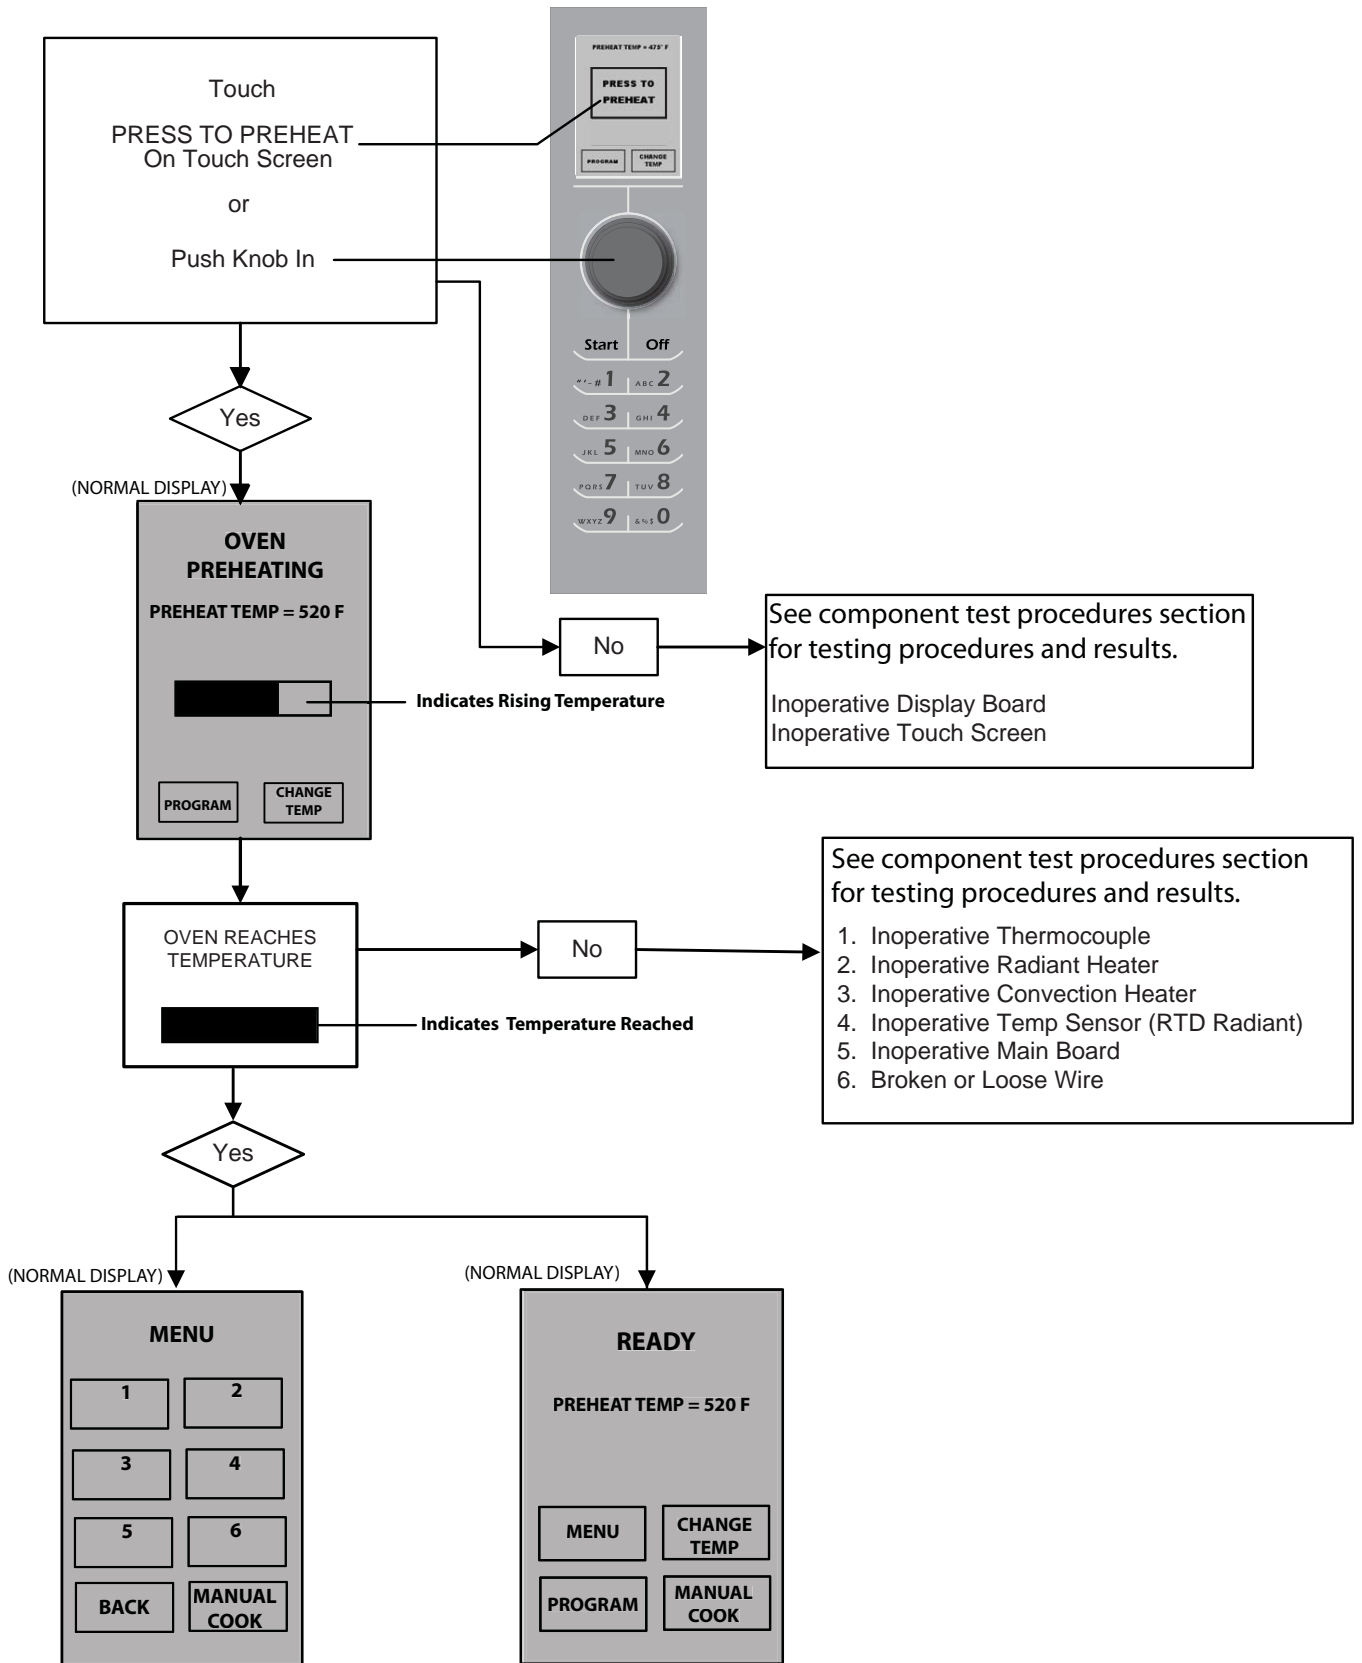 Touch
PRESS TO PREHEAT
On Touch Screen
or
Push Knob In
PREHEAT TEMP = 475° F
PRESS TO
PREHEAT
PROGRAM
CHANGE
TEMP
Start Off
"'-# 1 ABC 2
DEF 3 GHI 4
JKL 5 MNO 6
PQRS 7 TUV 8
WXYZ 9 &%$ 0
Yes
(NORMAL DISPLAY)
OVEN
PREHEATING
PREHEAT TEMP = 520 F
Indicates Rising Temperature
PROGRAM
CHANGE
TEMP
No
See component test procedures section
for testing procedures and results.
Inoperative Display Board
Inoperative Touch Screen
OVEN REACHES
TEMPERATURE
Indicates Temperature Reached
No
See component test procedures section
for testing procedures and results.
1. Inoperative Thermocouple
2. Inoperative Radiant Heater
3. Inoperative Convection Heater
4. Inoperative Temp Sensor (RTD Radiant)
5. Inoperative Main Board
6. Broken or Loose Wire
Yes
(NORMAL DISPLAY)
MENU
1 2
3 4
5 6
BACK
MANUAL
COOK
(NORMAL DISPLAY)
READY
PREHEAT TEMP = 520 F
MENU
CHANGE
TEMP
PROGRAM
MANUAL
COOK